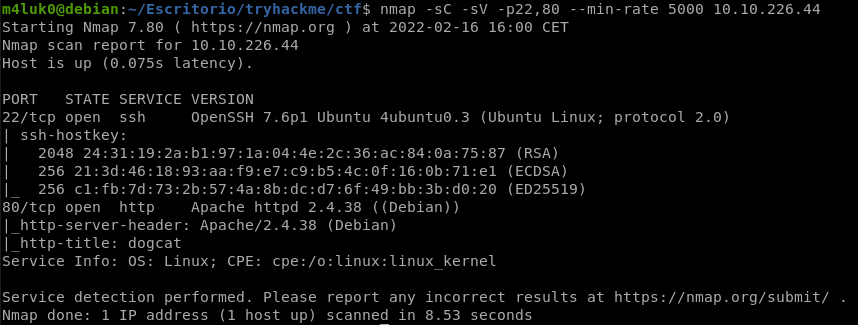 m4luk0@debian:~/Escritorio/tryhackme/ctf$ nmap -sC -sV -p22,80 --min-rate 5000 10.10.226.44
Starting Nmap 7.80 ( https://nmap.org ) at 2022-02-16 16:00 CET
Nmap scan report for 10.10.226.44
Host is up (0.075s latency).

PORT   STATE SERVICE VERSION
22/tcp open  ssh     OpenSSH 7.6p1 Ubuntu 4ubuntu0.3 (Ubuntu Linux; protocol 2.0)
| ssh-hostkey:
|   2048 24:31:19:2a:b1:97:1a:04:4e:2c:36:ac:84:0a:75:87 (RSA)
|   256 21:3d:46:18:93:aa:f9:e7:c9:b5:4c:0f:16:0b:71:e1 (ECDSA)
|_  256 c1:fb:7d:73:2b:57:4a:8b:dc:d7:6f:49:bb:3b:d0:20 (ED25519)
80/tcp open  http    Apache httpd 2.4.38 ((Debian))
|_http-server-header: Apache/2.4.38 (Debian)
|_http-title: dogcat
Service Info: OS: Linux; CPE: cpe:/o:linux:linux_kernel

Service detection performed. Please report any incorrect results at https://nmap.org/submit/ .
Nmap done: 1 IP address (1 host up) scanned in 8.53 seconds